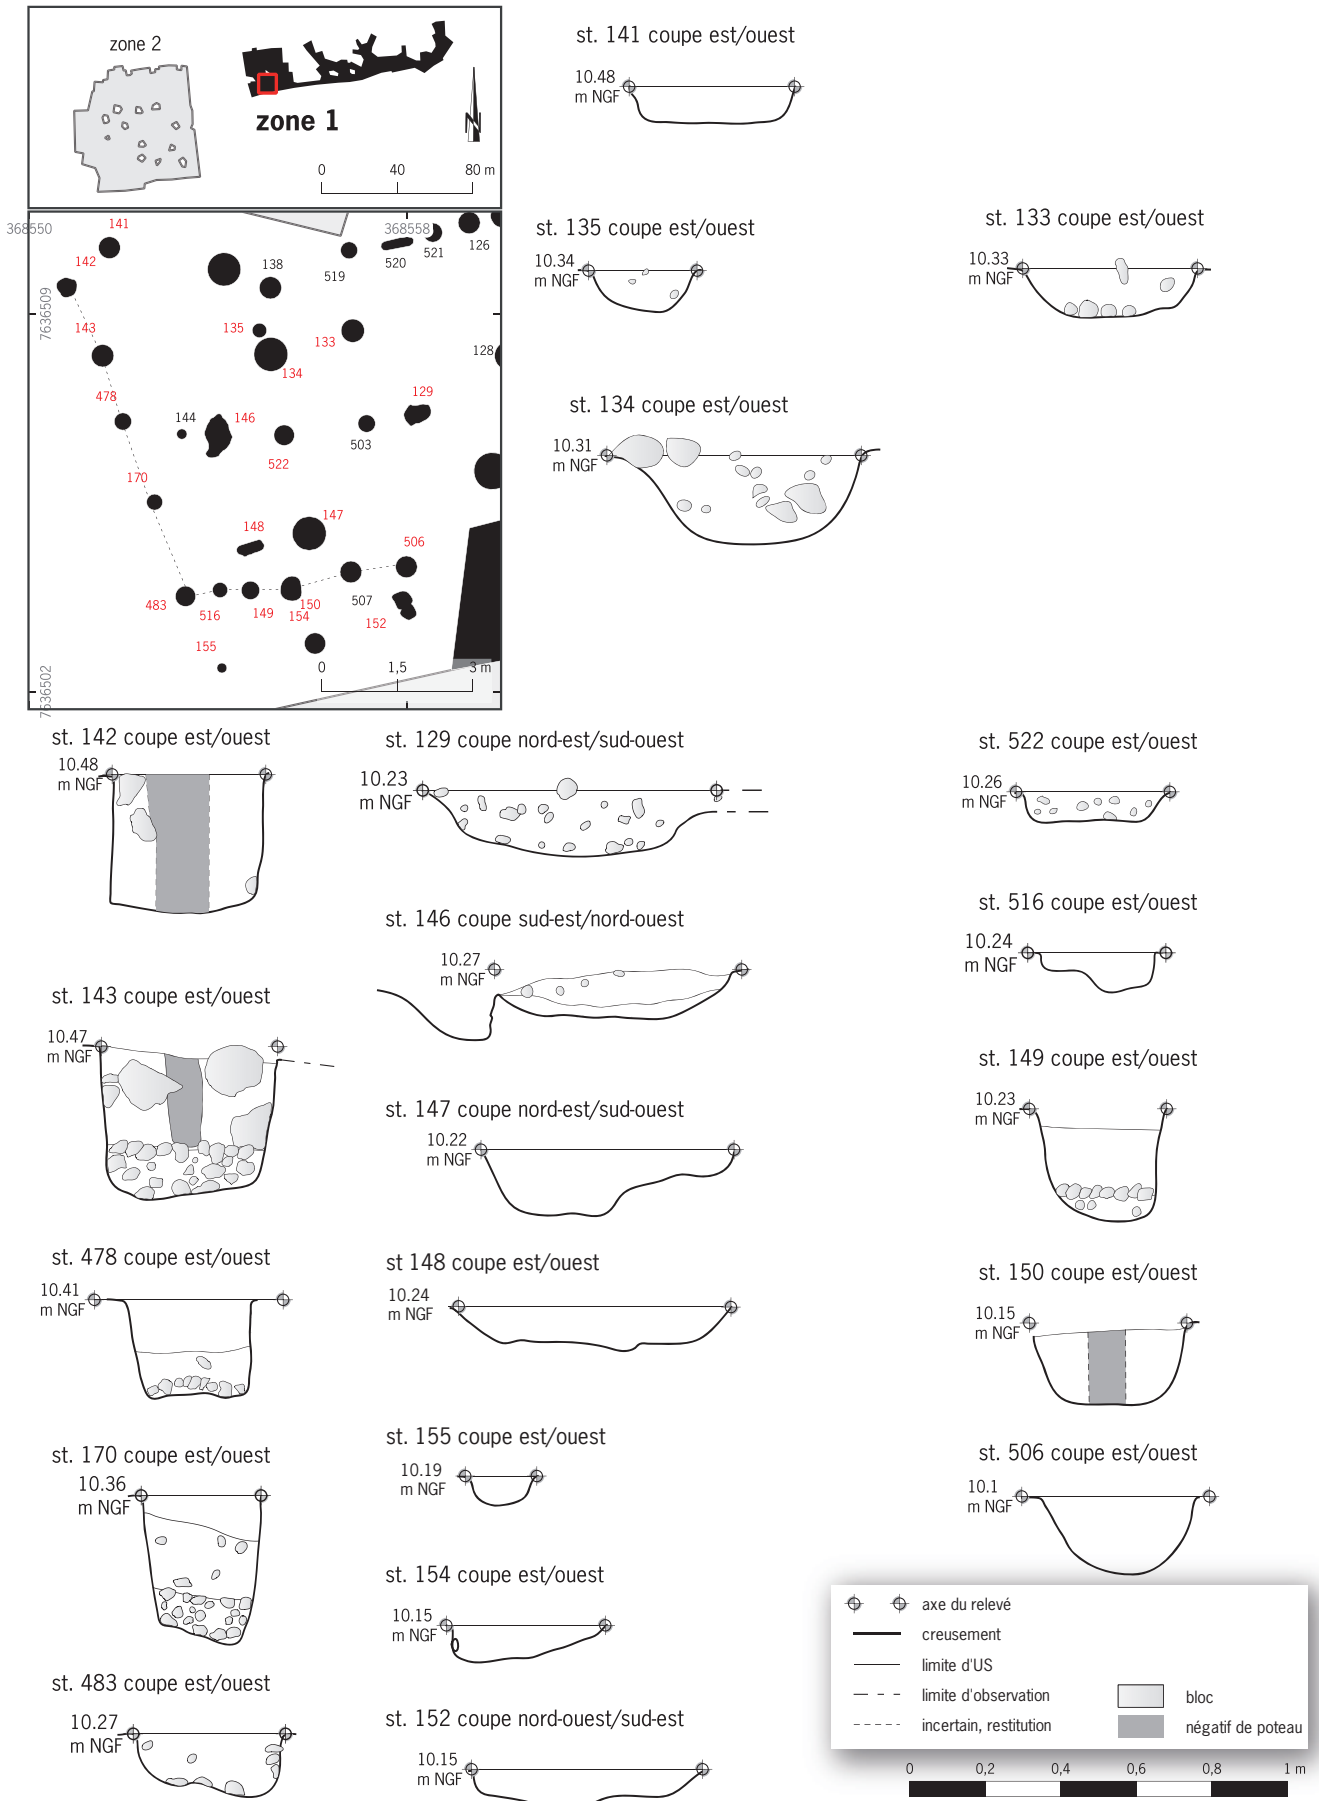 zone 2
zone 1
N
0 40 80 m
368550
368558
7636509
7636502
141
142
143
478
170
483
516
149
154
150
507
506
152
155
148
147
146
144
522
503
129
128
133
134
135
138
519
520
521
126
0 1,5 3 m
st. 141 coupe est/ouest
10.48
m NGF
st. 135 coupe est/ouest
10.34
m NGF
st. 133 coupe est/ouest
10.33
m NGF
st. 134 coupe est/ouest
10.31
m NGF
st. 142 coupe est/ouest
10.48
m NGF
st. 143 coupe est/ouest
10.47
m NGF
st. 478 coupe est/ouest
10.41
m NGF
st. 170 coupe est/ouest
10.36
m NGF
st. 483 coupe est/ouest
10.27
m NGF
st. 129 coupe nord-est/sud-ouest
10.23
m NGF
st. 146 coupe sud-est/nord-ouest
10.27
m NGF
st. 147 coupe nord-est/sud-ouest
10.22
m NGF
st 148 coupe est/ouest
10.24
m NGF
st. 155 coupe est/ouest
10.19
m NGF
st. 154 coupe est/ouest
10.15
m NGF
st. 152 coupe nord-ouest/sud-est
10.15
m NGF
st. 522 coupe est/ouest
10.26
m NGF
st. 516 coupe est/ouest
10.24
m NGF
st. 149 coupe est/ouest
10.23
m NGF
st. 150 coupe est/ouest
10.15
m NGF
st. 506 coupe est/ouest
10.1
m NGF
axe du relevé
creusement
limite d'US
limite d'observation
incertain, restitution
bloc
négatif de poteau
0 0,2 0,4 0,6 0,8 1 m